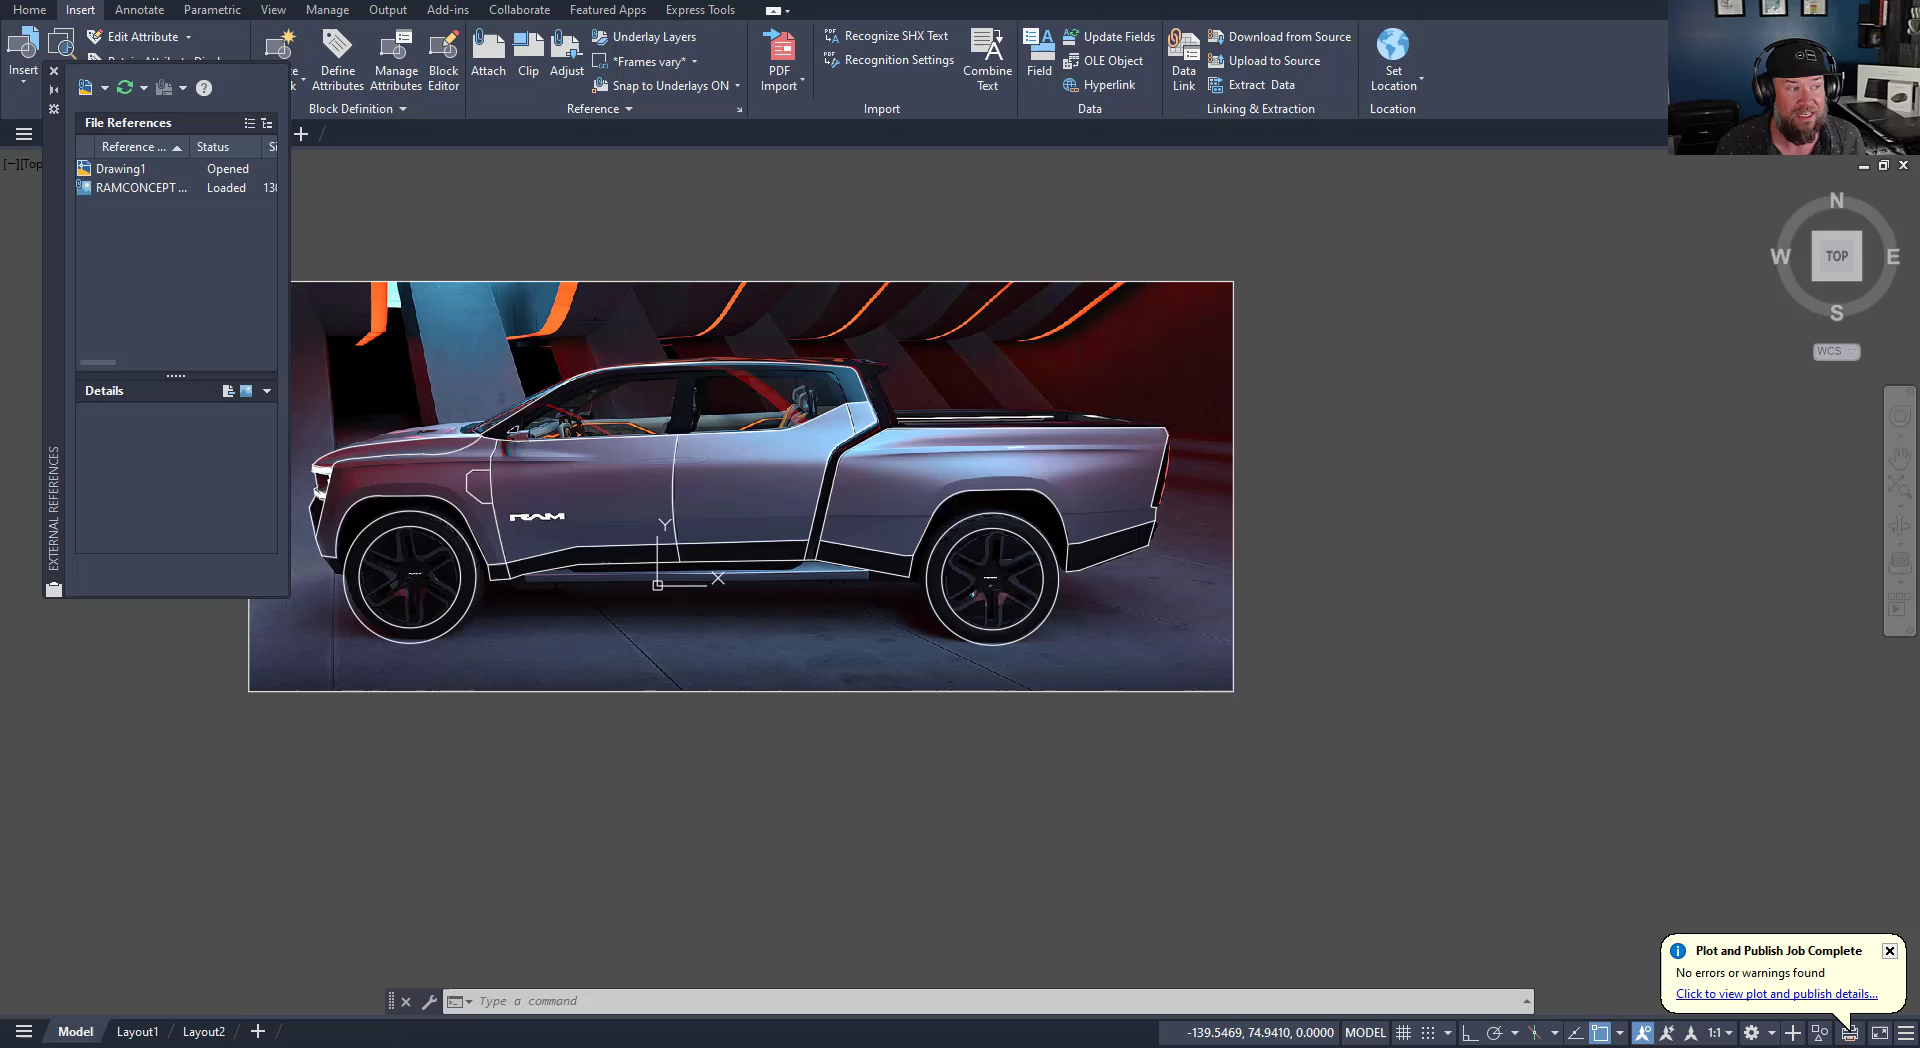 Home Insert Annotate Parametric View Manage Output Add-ins Collaborate Featured Apps Express Tools
Edit Attribute
Insert
Define Attributes
Manage Attributes
Block Editor
Block Definition
Attach
Clip
Adjust
Underlay Layers
*Frames vary*
Snap to Underlays ON
Reference
PDF Import
Recognize SHX Text
Recognition Settings
Combine Text
Import
Field
Update Fields
OLE Object
Hyperlink
Data
Data Link
Download from Source
Upload to Source
Extract Data
Linking & Extraction
Set Location
Location
File References
Reference ... Status
Drawing1 Opened
RAMCONCEPT ... Loaded
Details
EXTERNAL REFERENCES
[−][Top
N
W TOP E
S
WCS
RAM
Y
X
Plot and Publish Job Complete
No errors or warnings found
Click to view plot and publish details...
Type a command
Model Layout1 Layout2
-139.5469, 74.9410, 0.0000 MODEL 1:1